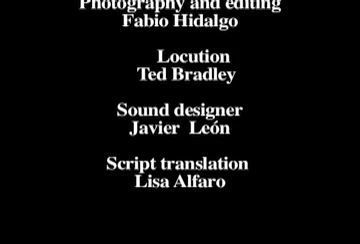 Photography and editing
Fabio Hidalgo
Locution
Ted Bradley
Sound designer
Javier León
Script translation
Lisa Alfaro